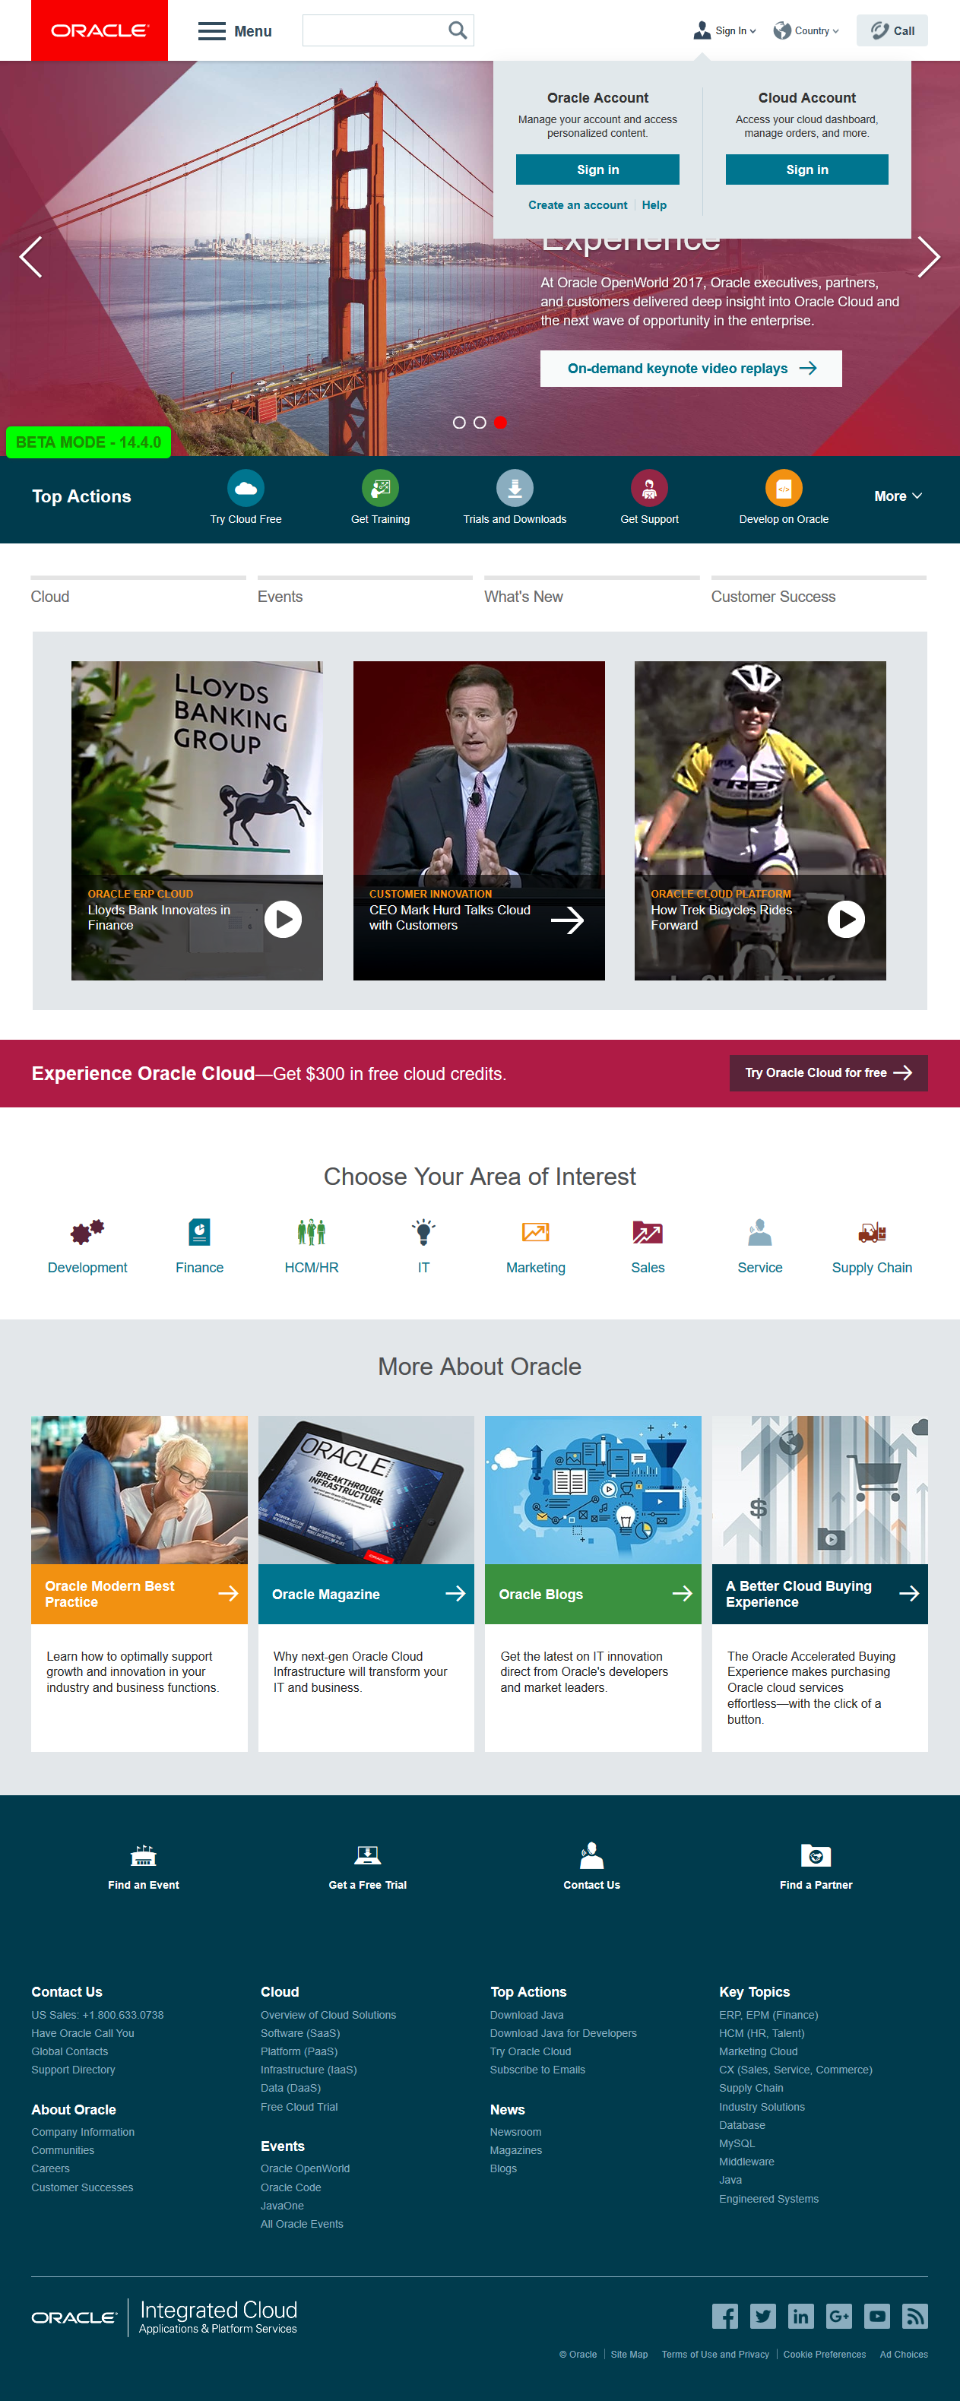 ORACLE
Menu
Sign In
Country
Call
Oracle Account
Manage your account and access
personalized content.
Sign in
Create an account
Help
Cloud Account
Access your cloud dashboard,
manage orders, and more.
Sign in
Experience
At Oracle OpenWorld 2017, Oracle executives, partners,
and customers delivered deep insight into Oracle Cloud and
the next wave of opportunity in the enterprise.
On-demand keynote video replays
BETA MODE - 14.4.0
Top Actions
Try Cloud Free
Get Training
Trials and Downloads
Get Support
Develop on Oracle
More
Cloud
Events
What's New
Customer Success
LLOYDS
BANKING
GROUP
ORACLE ERP CLOUD
Lloyds Bank Innovates in
Finance
CUSTOMER INNOVATION
CEO Mark Hurd Talks Cloud
with Customers
TREK
ORACLE CLOUD PLATFORM
How Trek Bicycles Rides
Forward
Experience Oracle Cloud—Get $300 in free cloud credits.
Try Oracle Cloud for free
Choose Your Area of Interest
Development
Finance
HCM/HR
IT
Marketing
Sales
Service
Supply Chain
More About Oracle
ORACLE
BREAKTHROUGH
INFRASTRUCTURE
$
Oracle Modern Best
Practice
Learn how to optimally support
growth and innovation in your
industry and business functions.
Oracle Magazine
Why next-gen Oracle Cloud
Infrastructure will transform your
IT and business.
Oracle Blogs
Get the latest on IT innovation
direct from Oracle's developers
and market leaders.
A Better Cloud Buying
Experience
The Oracle Accelerated Buying
Experience makes purchasing
Oracle cloud services
effortless—with the click of a
button.
Find an Event
Get a Free Trial
Contact Us
Find a Partner
Contact Us
US Sales: +1.800.633.0738
Have Oracle Call You
Global Contacts
Support Directory
About Oracle
Company Information
Communities
Careers
Customer Successes
Cloud
Overview of Cloud Solutions
Software (SaaS)
Platform (PaaS)
Infrastructure (IaaS)
Data (DaaS)
Free Cloud Trial
Events
Oracle OpenWorld
Oracle Code
JavaOne
All Oracle Events
Top Actions
Download Java
Download Java for Developers
Try Oracle Cloud
Subscribe to Emails
News
Newsroom
Magazines
Blogs
Key Topics
ERP, EPM (Finance)
HCM (HR, Talent)
Marketing Cloud
CX (Sales, Service, Commerce)
Supply Chain
Industry Solutions
Database
MySQL
Middleware
Java
Engineered Systems
ORACLE
Integrated Cloud
Applications & Platform Services
© Oracle
Site Map
Terms of Use and Privacy
Cookie Preferences
Ad Choices